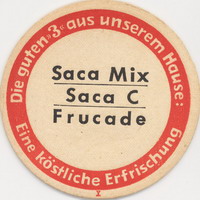 Die guten »3« aus unserem Hause:
Saca Mix
Saca C
Frucade
Eine köstliche Erfrischung